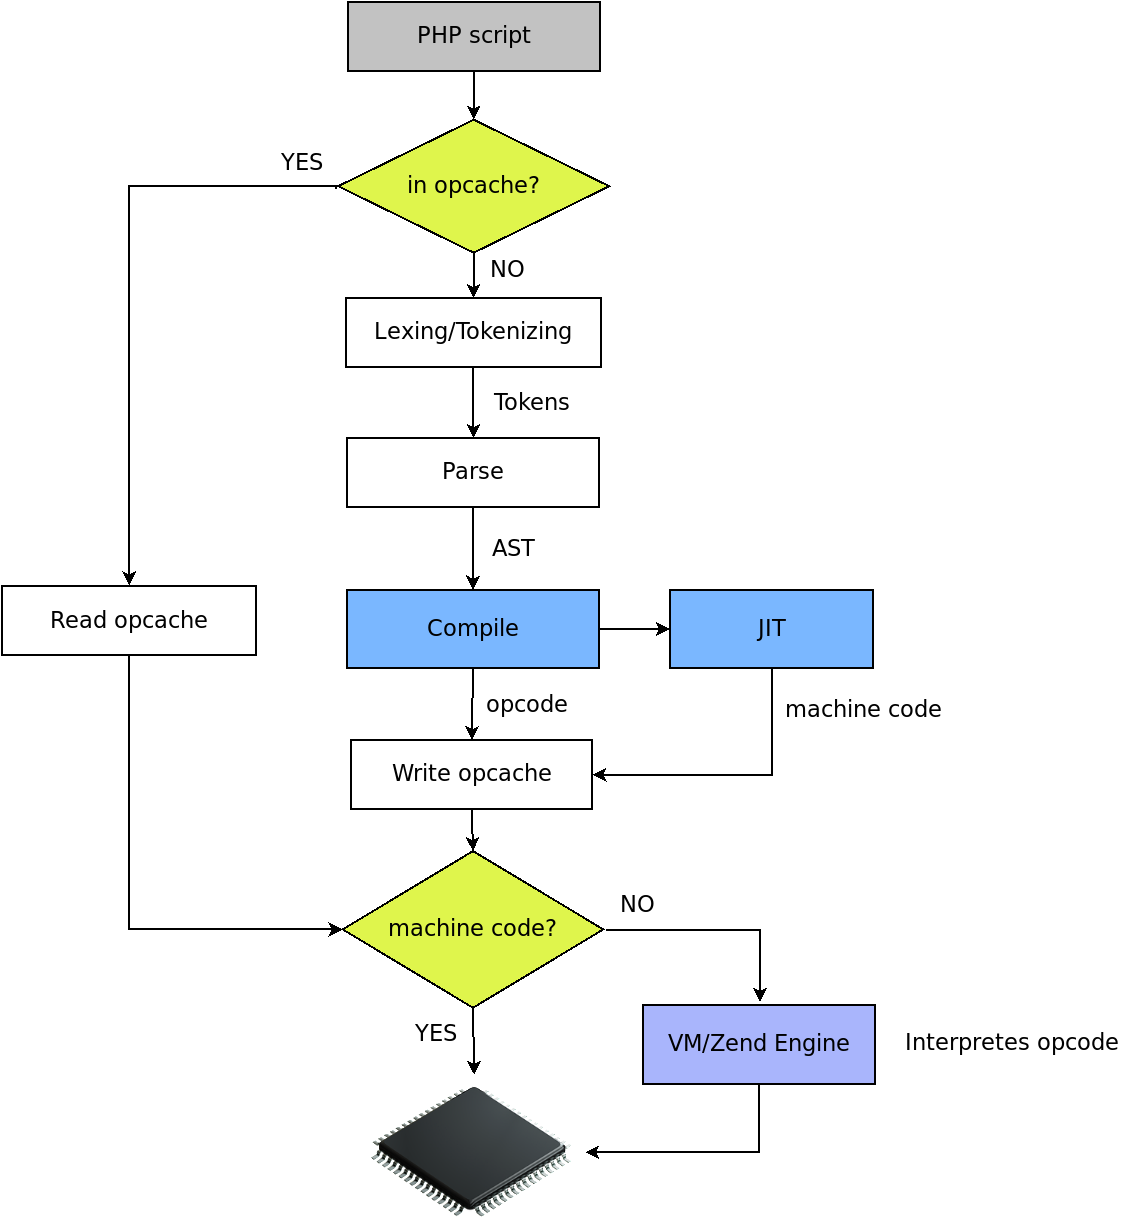 PHP script
YES
in opcache?
NO
Lexing/Tokenizing
Tokens
Parse
AST
Read opcache
Compile
JIT
opcode
machine code
Write opcache
NO
machine code?
YES
VM/Zend Engine
Interpretes opcode